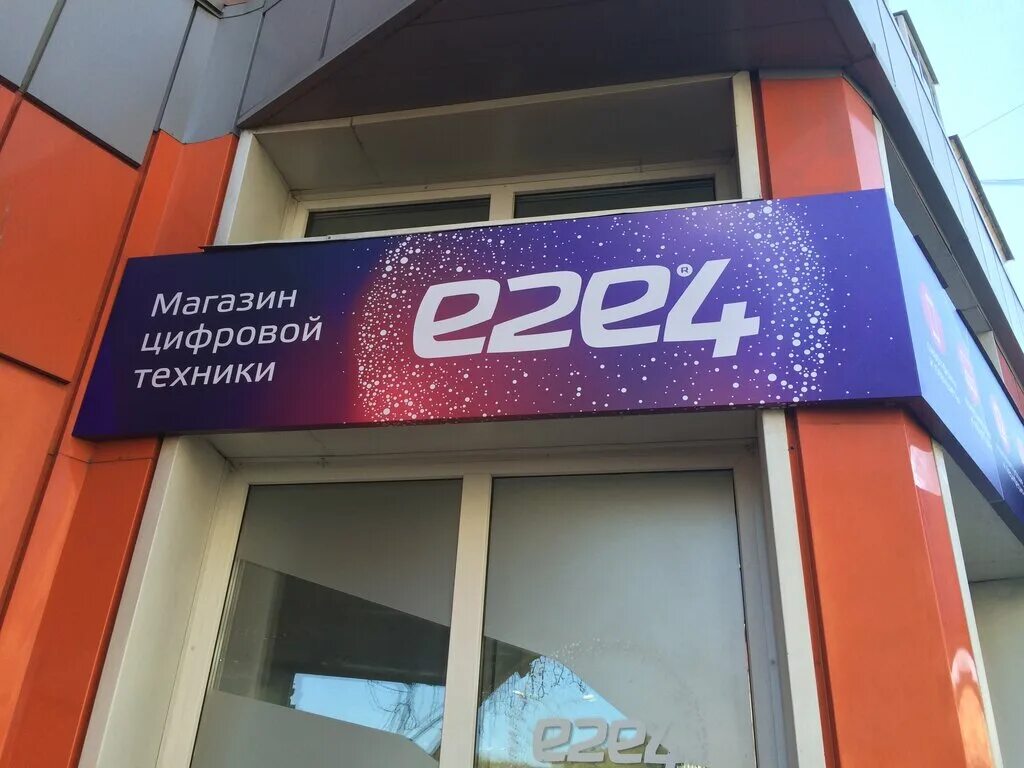 Магазин
цифровой
техники
e2e4®
e2e4